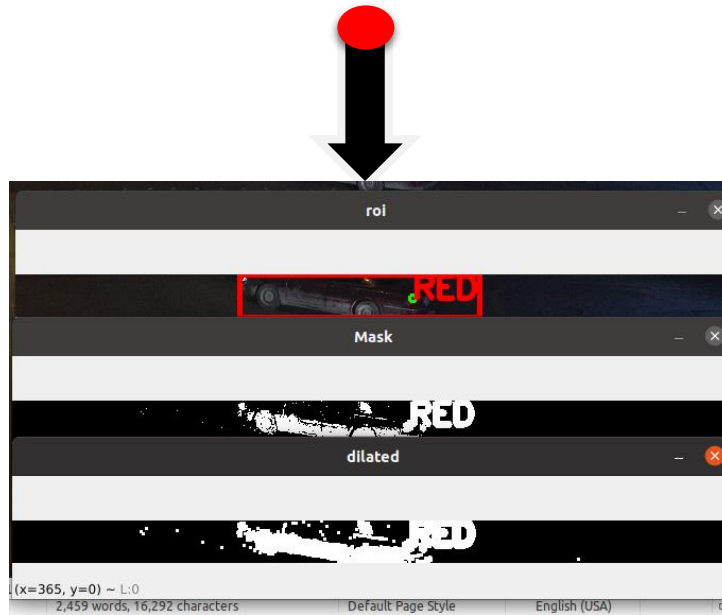 roi
RED
Mask
RED
dilated
RED
(x=365, y=0) ~ L:0
2,459 words, 16,292 characters Default Page Style English (USA)